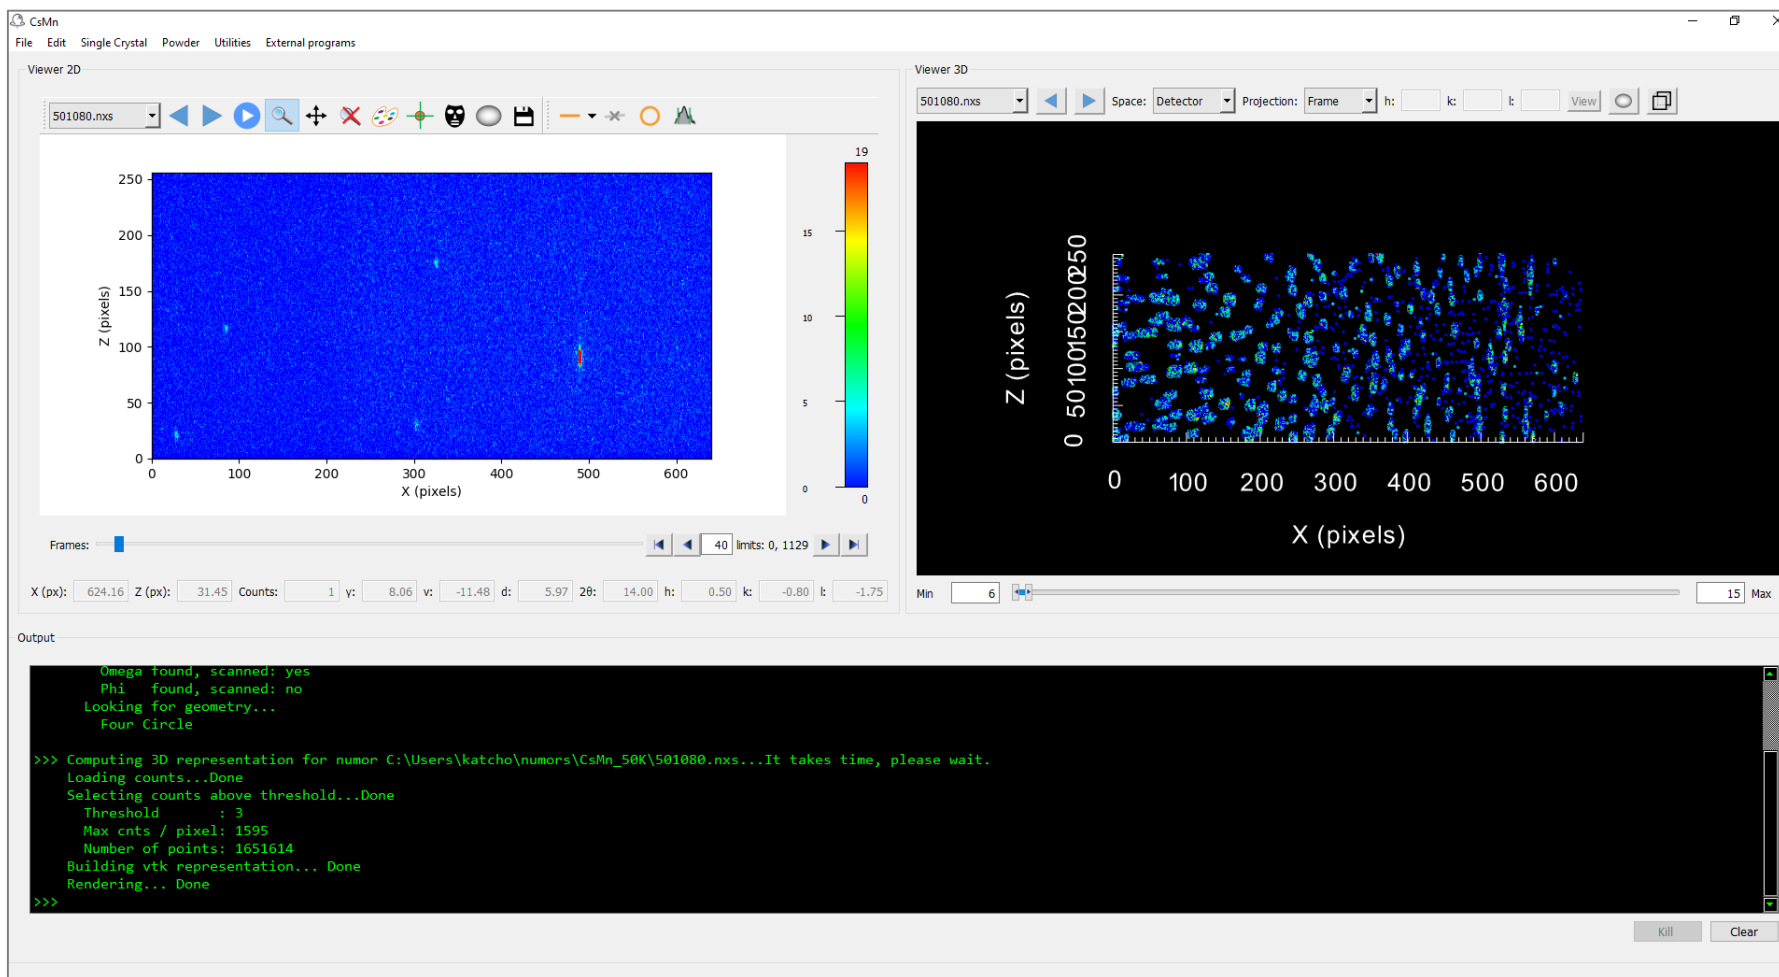 CsMn
File Edit Single Crystal Powder Utilities External programs
Viewer 2D
501080.nxs
19
15
10
5
0
0
250
200
150
100
50
0
Z (pixels)
0 100 200 300 400 500 600
X (pixels)
Frames: 40 limits: 0, 1129
X (px): 624.16 Z (px): 31.45 Counts: 1 γ: 8.06 ν: -11.48 d: 5.97 2θ: 14.00 h: 0.50 k: -0.80 l: -1.75
Viewer 3D
501080.nxs Space: Detector Projection: Frame h: k: l: View
Z (pixels)
0 50 100 150 200 250
0 100 200 300 400 500 600
X (pixels)
Min 6 15 Max
Output
Omega found, scanned: yes
Phi found, scanned: no
Looking for geometry...
Four Circle
>>> Computing 3D representation for numor C:\Users\katcho\numors\CsMn_50K\501080.nxs...It takes time, please wait.
Loading counts...Done
Selecting counts above threshold...Done
Threshold : 3
Max cnts / pixel: 1595
Number of points: 1651614
Building vtk representation... Done
Rendering... Done
>>>
Kill Clear